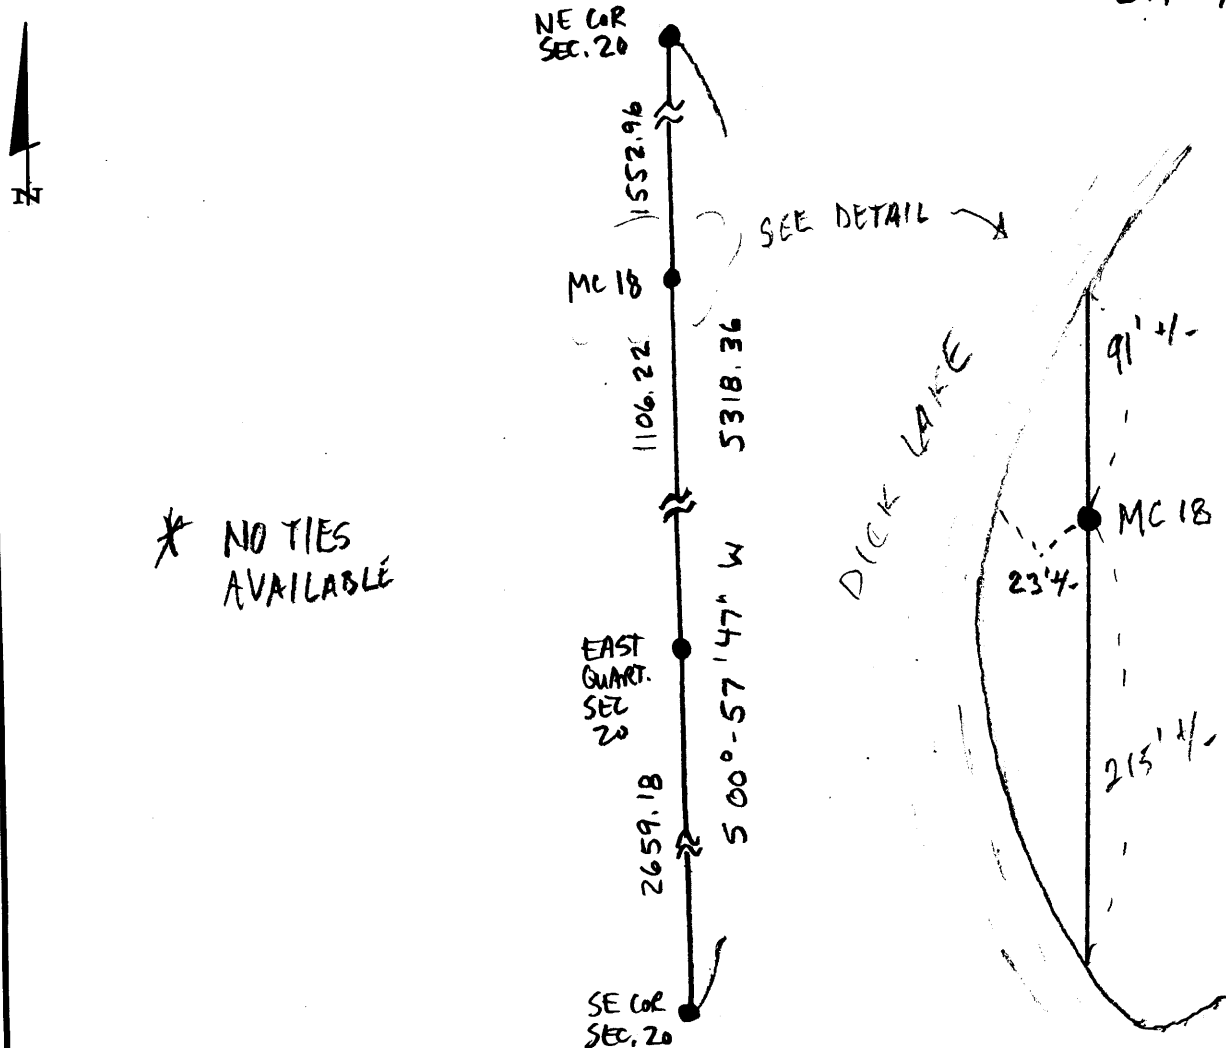 NE COR
SEC. 20
N
1552.96
SEE DETAIL
MC 18
91' +/-
1106.22
5318.36
DICK LAKE
MC 18
* NO TIES
AVAILABLE
23' +/-
EAST
QUART.
SEC
20
S 00°-57'47" W
215' +/-
2659.18
SE COR
SEC. 20